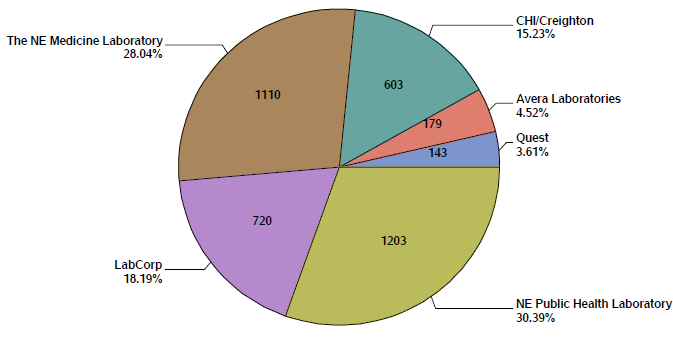 CHI/Creighton
15.23%
The NE Medicine Laboratory
28.04%
603
1110
Avera Laboratories
4.52%
179
Quest
3.61%
143
720
1203
LabCorp
18.19%
NE Public Health Laboratory
30.39%